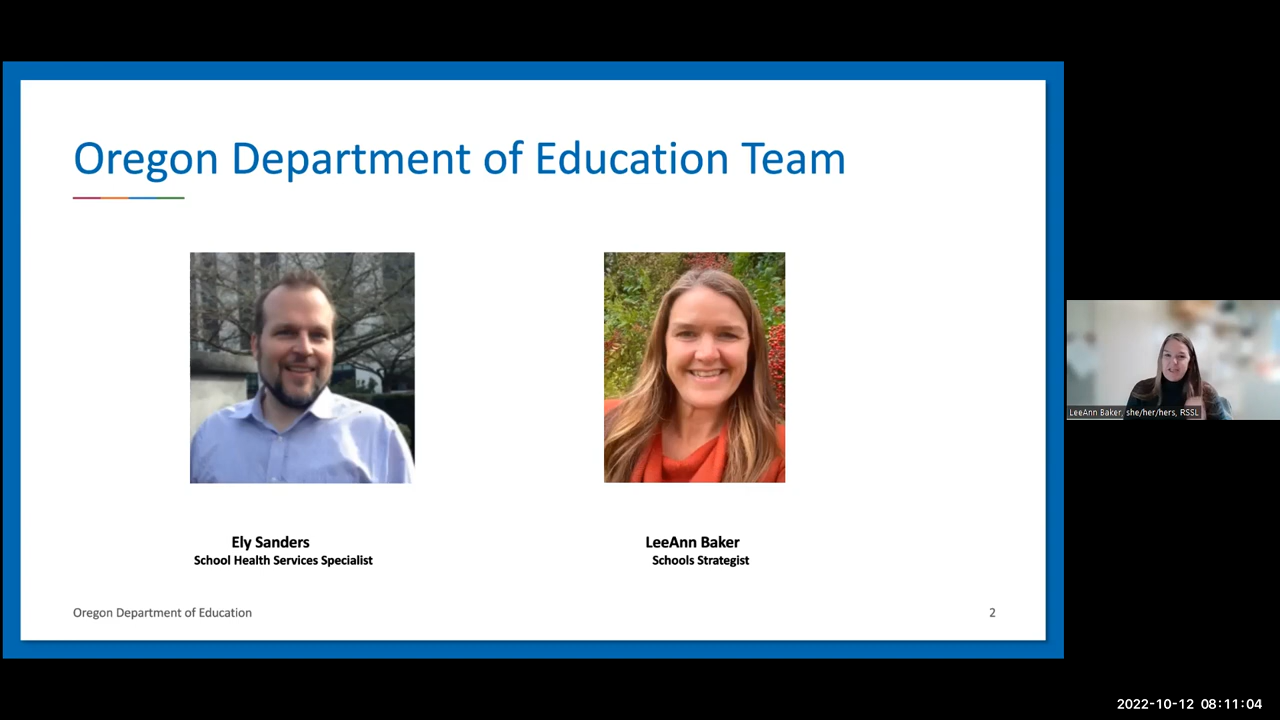 Oregon Department of Education Team
Ely Sanders
School Health Services Specialist
LeeAnn Baker
Schools Strategist
Oregon Department of Education
2
LeeAnn Baker, she/her/hers, RSSL
2022-10-12 08:11:04